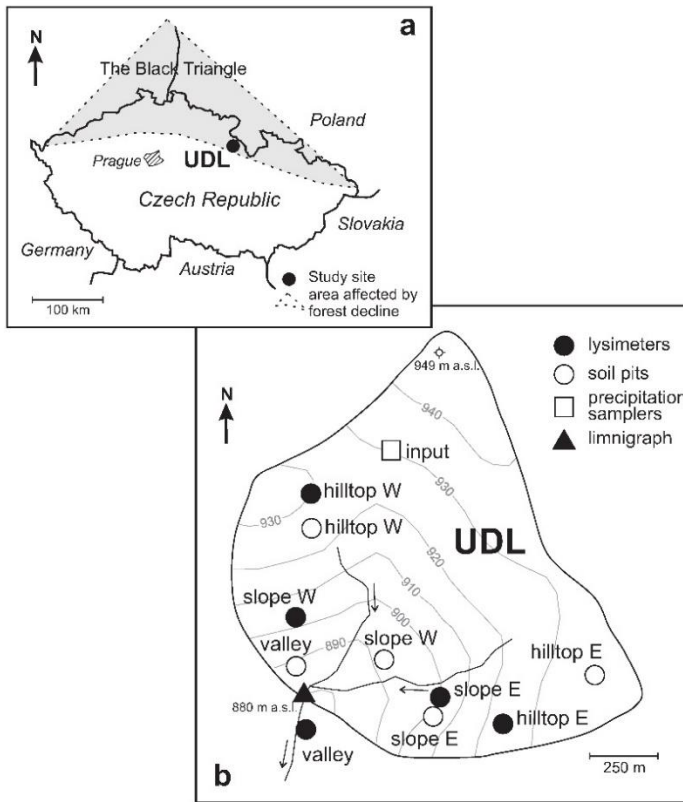 a
N
The Black Triangle
Poland
Prague
UDL
Czech Republic
Slovakia
Germany
Austria
Study site
area affected by
forest decline
100 km
949 m a.s.l.
lysimeters
soil pits
precipitation
samplers
limnigraph
N
940
input
930
hilltop W
930
hilltop W
920
UDL
910
slope W
900
valley
890
slope W
hilltop E
slope E
880 m a.s.l.
hilltop E
slope E
valley
250 m
b